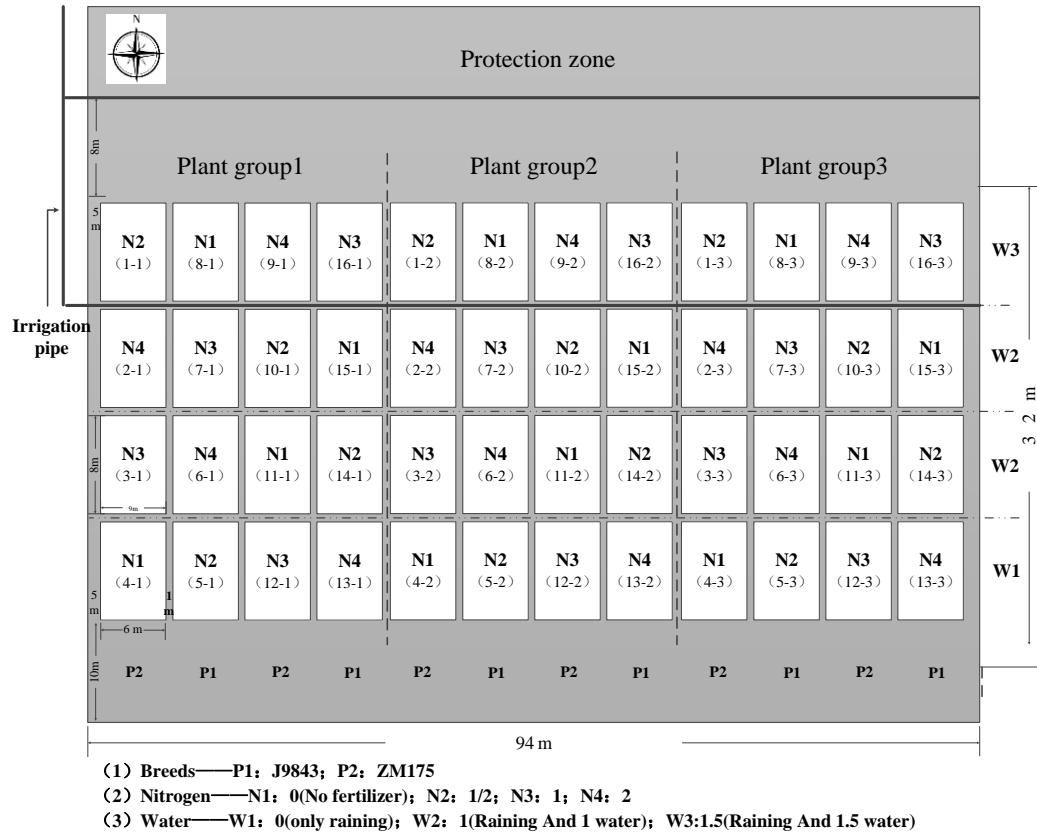 N
Protection zone
8m
Plant group1
Plant group2
Plant group3
5
m
N2 N1 N4 N3 N2 N1 N4 N3 N2 N1 N4 N3
W3
（1-1） （8-1） （9-1） （16-1） （1-2） （8-2） （9-2） （16-2） （1-3） （8-3） （9-3） （16-3）
Irrigation
pipe
N4 N3 N2 N1 N4 N3 N2 N1 N4 N3 N2 N1
W2
（2-1） （7-1） （10-1） （15-1） （2-2） （7-2） （10-2） （15-2） （2-3） （7-3） （10-3） （15-3）
32 m
N3 N4 N1 N2 N3 N4 N1 N2 N3 N4 N1 N2
W2
8m
（3-1） （6-1） （11-1） （14-1） （3-2） （6-2） （11-2） （14-2） （3-3） （6-3） （11-3） （14-3）
9m
N1 N2 N3 N4 N1 N2 N3 N4 N1 N2 N3 N4
W1
（4-1） （5-1） （12-1） （13-1） （4-2） （5-2） （12-2） （13-2） （4-3） （5-3） （12-3） （13-3）
5
m
1
m
6 m
10m
P2 P1 P2 P1 P2 P1 P2 P1 P2 P1 P2 P1
94 m
（1）Breeds——P1：J9843；P2：ZM175
（2）Nitrogen——N1：0(No fertilizer)；N2：1/2；N3：1；N4：2
（3）Water——W1：0(only raining)；W2：1(Raining And 1 water)；W3:1.5(Raining And 1.5 water)